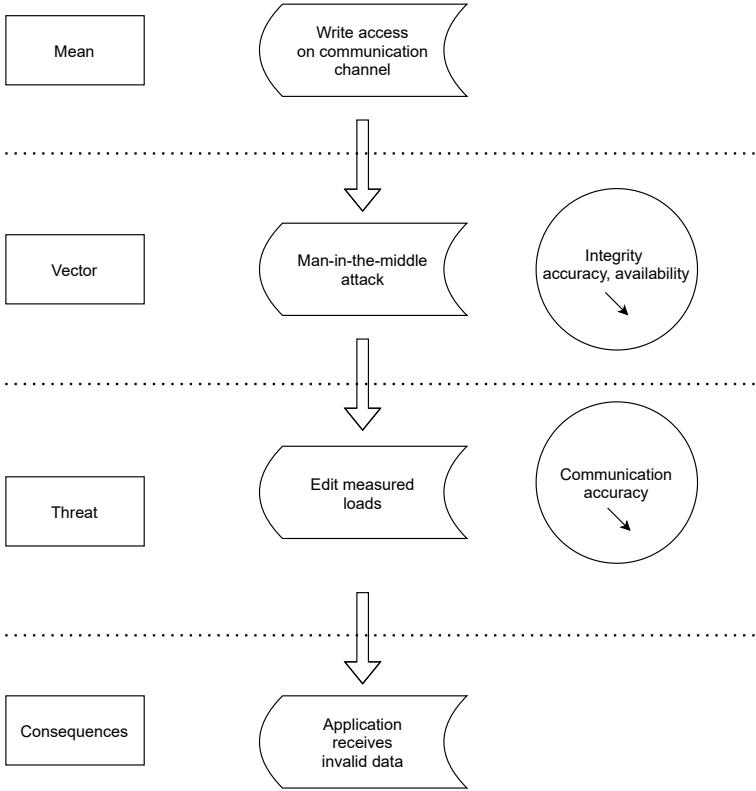 Mean
Write access
on communication
channel
Vector
Man-in-the-middle
attack
Integrity
accuracy, availability
Threat
Edit measured
loads
Communication
accuracy
Consequences
Application
receives
invalid data